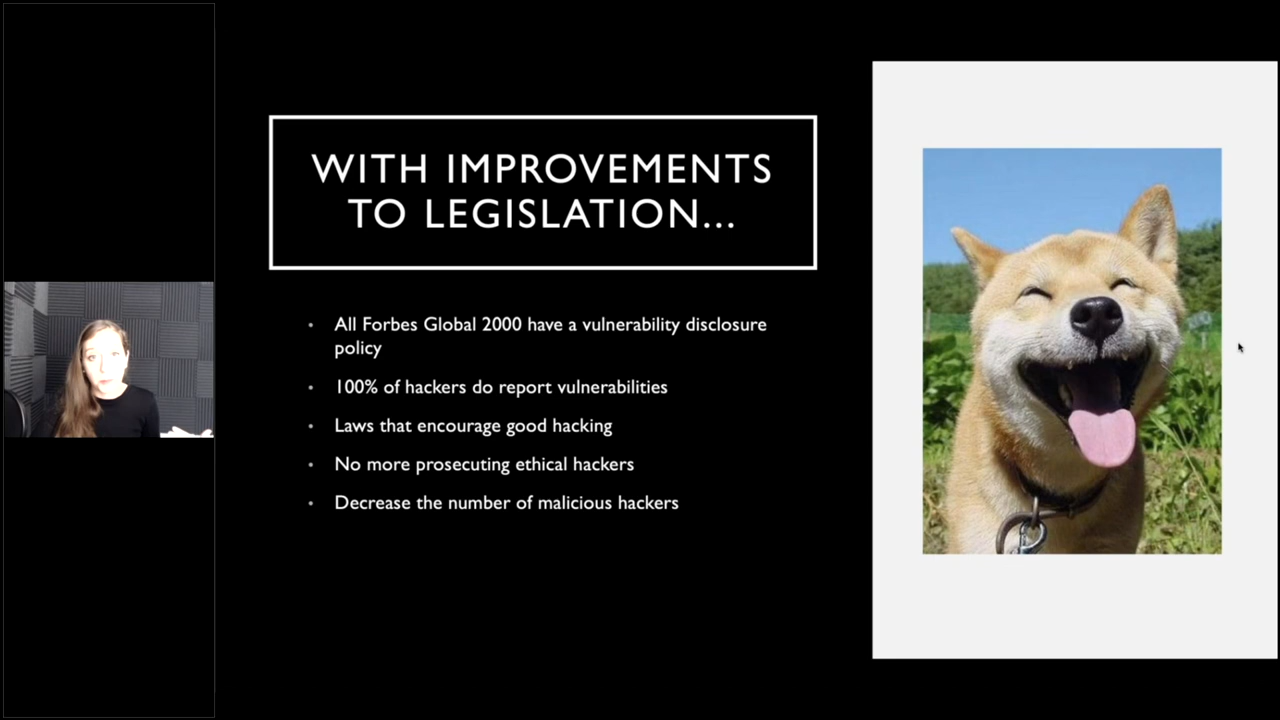 WITH IMPROVEMENTS
TO LEGISLATION...
• All Forbes Global 2000 have a vulnerability disclosure
policy
• 100% of hackers do report vulnerabilities
• Laws that encourage good hacking
• No more prosecuting ethical hackers
• Decrease the number of malicious hackers